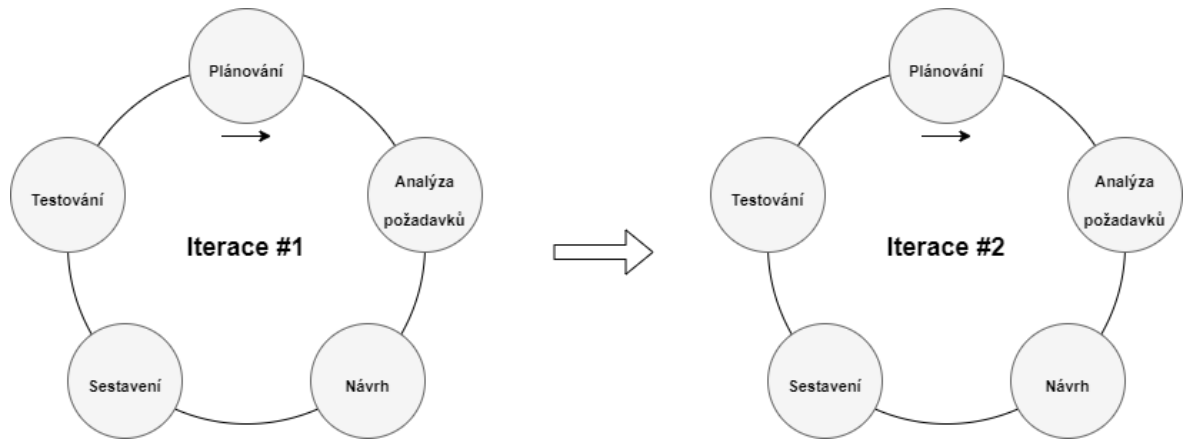 Plánování
Testování
Analýza
požadavků
Iterace #1
Sestavení
Návrh
Plánování
Testování
Analýza
požadavků
Iterace #2
Sestavení
Návrh